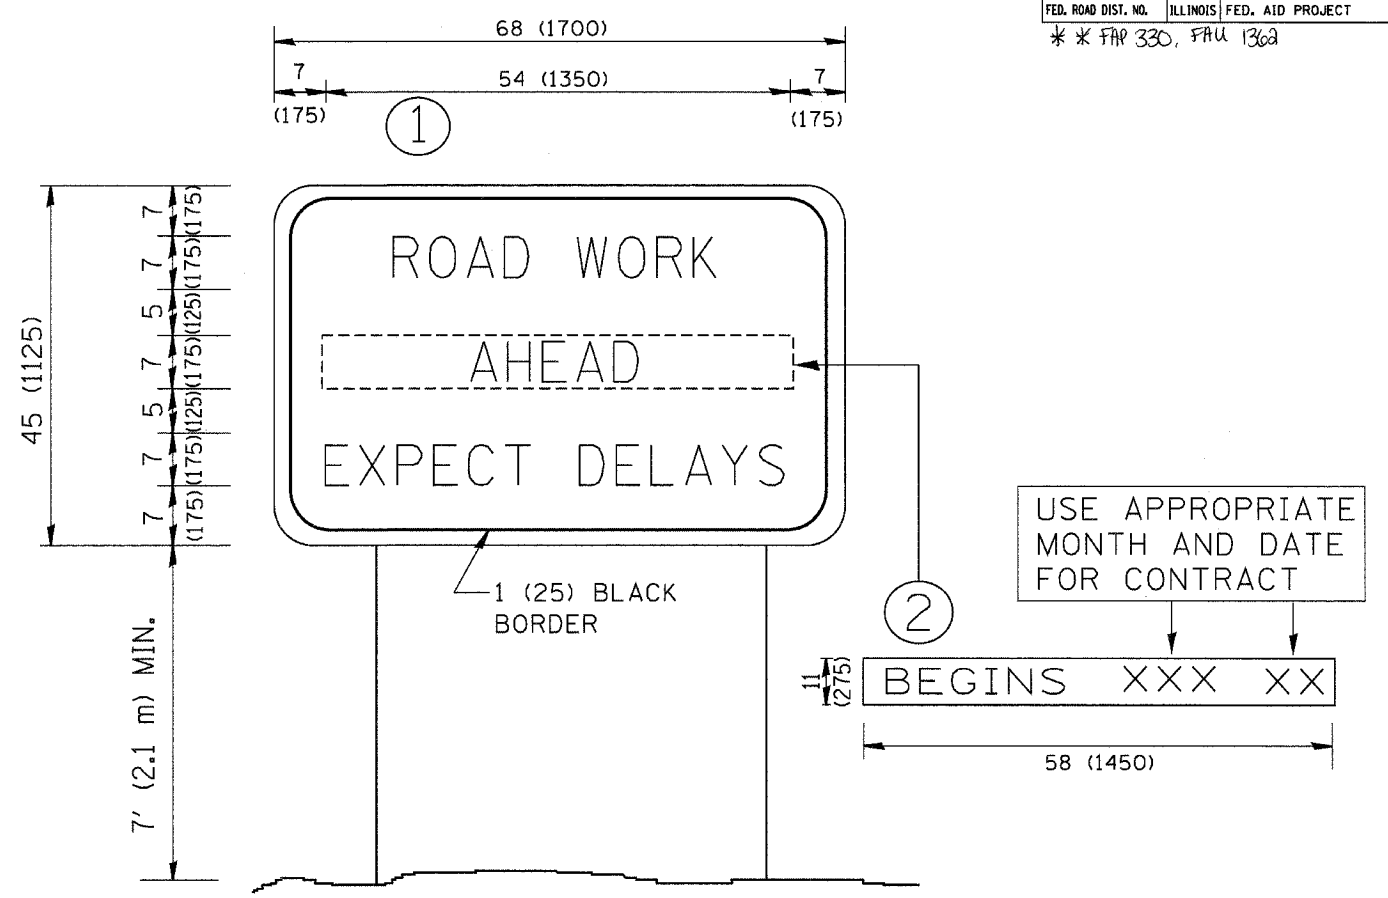 FED. ROAD DIST. NO. ILLINOIS FED. AID PROJECT
* * FAP 330, FAU 1362
68 (1700)
7 54 (1350) 7
(175) (175)
1
7 (175)
7 (175)
5 (125)
7 (175)
5 (125)
7 (175)
7 (175)
45 (1125)
ROAD WORK
AHEAD
EXPECT DELAYS
1 (25) BLACK
BORDER
7' (2.1 m) MIN.
2
USE APPROPRIATE
MONTH AND DATE
FOR CONTRACT
11
(275)
BEGINS XXX XX
58 (1450)